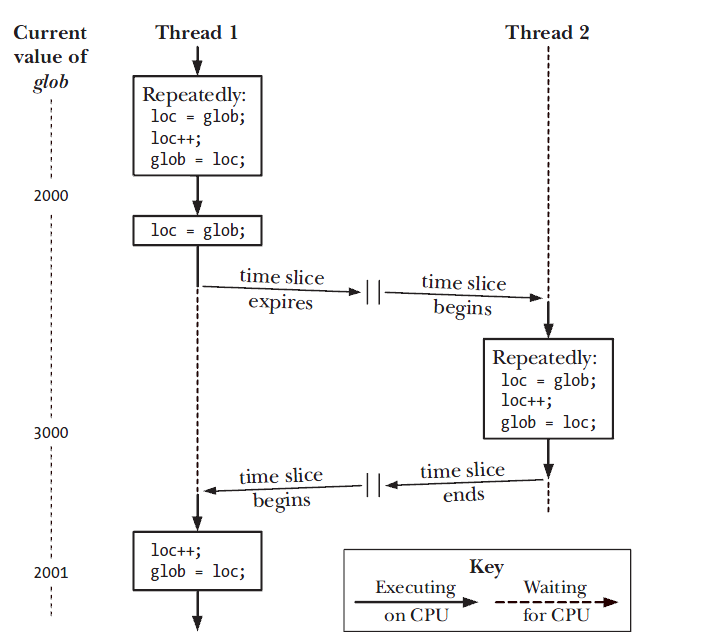 Current
value of
glob
Thread 1
Thread 2
Repeatedly:
loc = glob;
loc++;
glob = loc;
2000
loc = glob;
time slice
expires
time slice
begins
Repeatedly:
loc = glob;
loc++;
glob = loc;
3000
time slice
begins
time slice
ends
loc++;
glob = loc;
2001
Key
Executing
on CPU
Waiting
for CPU